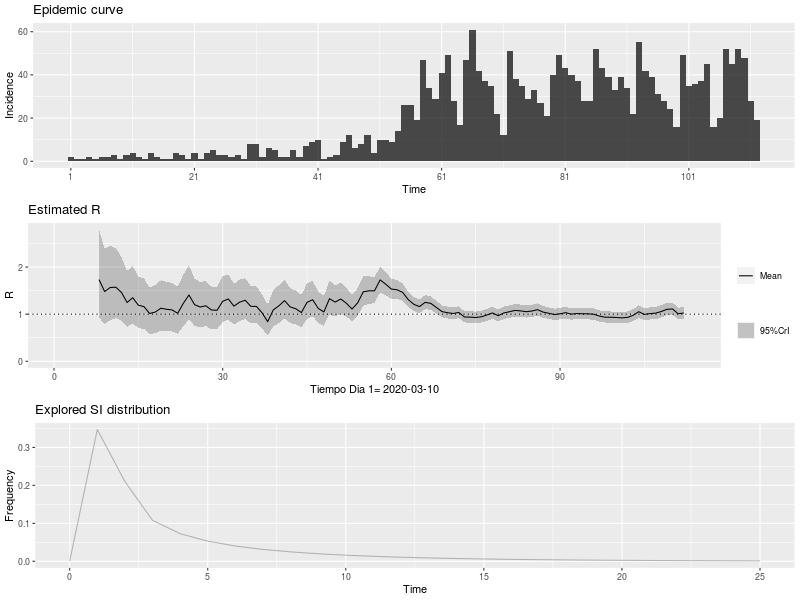 Epidemic curve
60
40
20
0
Incidence
1 21 41 61 81 101
Time
Estimated R
2
1
0
R
0 30 60 90
Tiempo Dia 1= 2020-03-10
Mean
95%CrI
Explored SI distribution
0.3
0.2
0.1
0.0
Frequency
0 5 10 15 20 25
Time